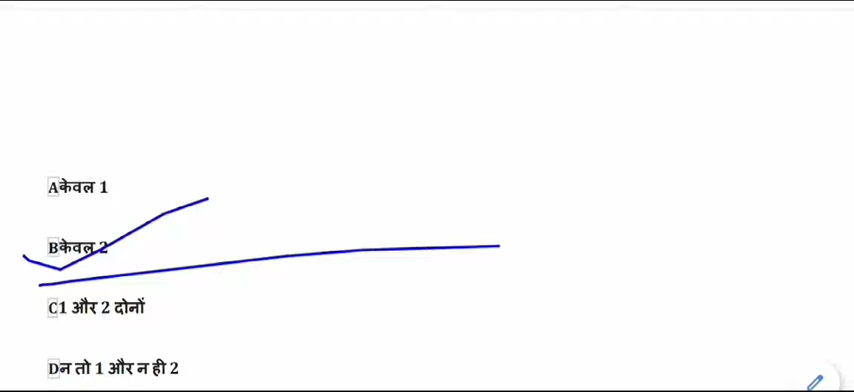 Aकेवल 1
Bकेवल 2
C1 और 2 दोनों
Dन तो 1 और न ही 2